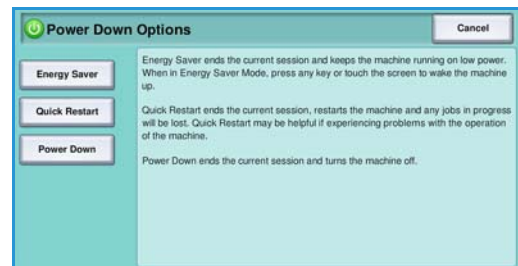 Power Down Options
Cancel
Energy Saver
Quick Restart
Power Down
Energy Saver ends the current session and keeps the machine running on low power.
When in Energy Saver Mode, press any key or touch the screen to wake the machine
up.
Quick Restart ends the current session, restarts the machine and any jobs in progress
will be lost. Quick Restart may be helpful if experiencing problems with the operation
of the machine.
Power Down ends the current session and turns the machine off.